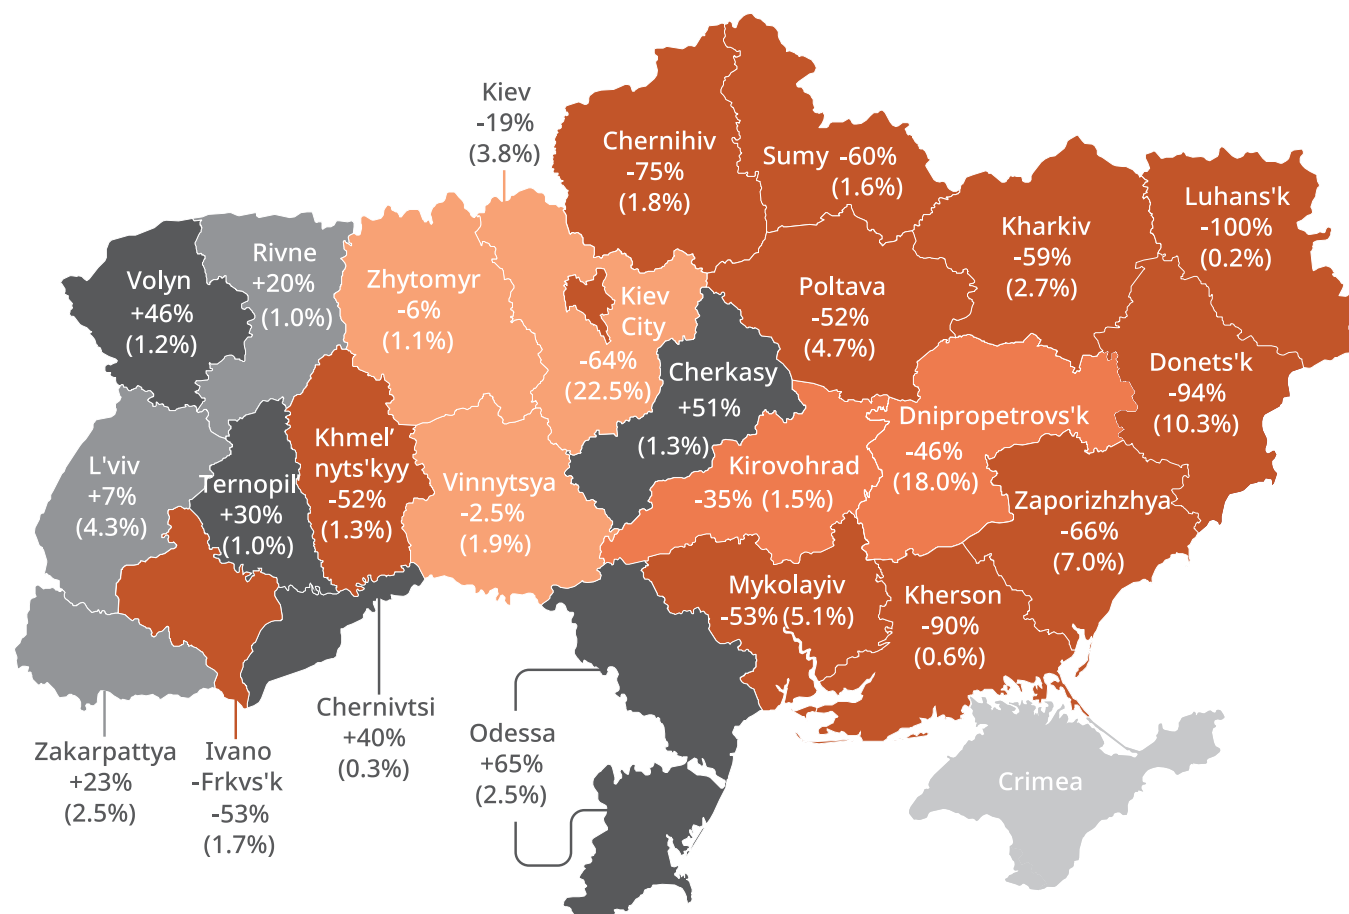 Kiev
-19%
(3.8%)
Chernihiv
-75%
(1.8%)
Sumy -60%
(1.6%)
Luhans'k
-100%
(0.2%)
Kharkiv
-59%
(2.7%)
Volyn
+46%
(1.2%)
Rivne
+20%
(1.0%)
Zhytomyr
-6%
(1.1%)
Kiev
City
-64%
(22.5%)
Poltava
-52%
(4.7%)
Donets'k
-94%
(10.3%)
Cherkasy
+51%
(1.3%)
Dnipropetrovs'k
-46%
(18.0%)
L'viv
+7%
(4.3%)
Ternopil'
+30%
(1.0%)
Khmel’
nyts'kyy
-52%
(1.3%)
Vinnytsya
-2.5%
(1.9%)
Kirovohrad
-35% (1.5%)
Zaporizhzhya
-66%
(7.0%)
Mykolayiv
-53% (5.1%)
Kherson
-90%
(0.6%)
Zakarpattya
+23%
(2.5%)
Ivano
-Frkvs'k
-53%
(1.7%)
Chernivtsi
+40%
(0.3%)
Odessa
+65%
(2.5%)
Crimea